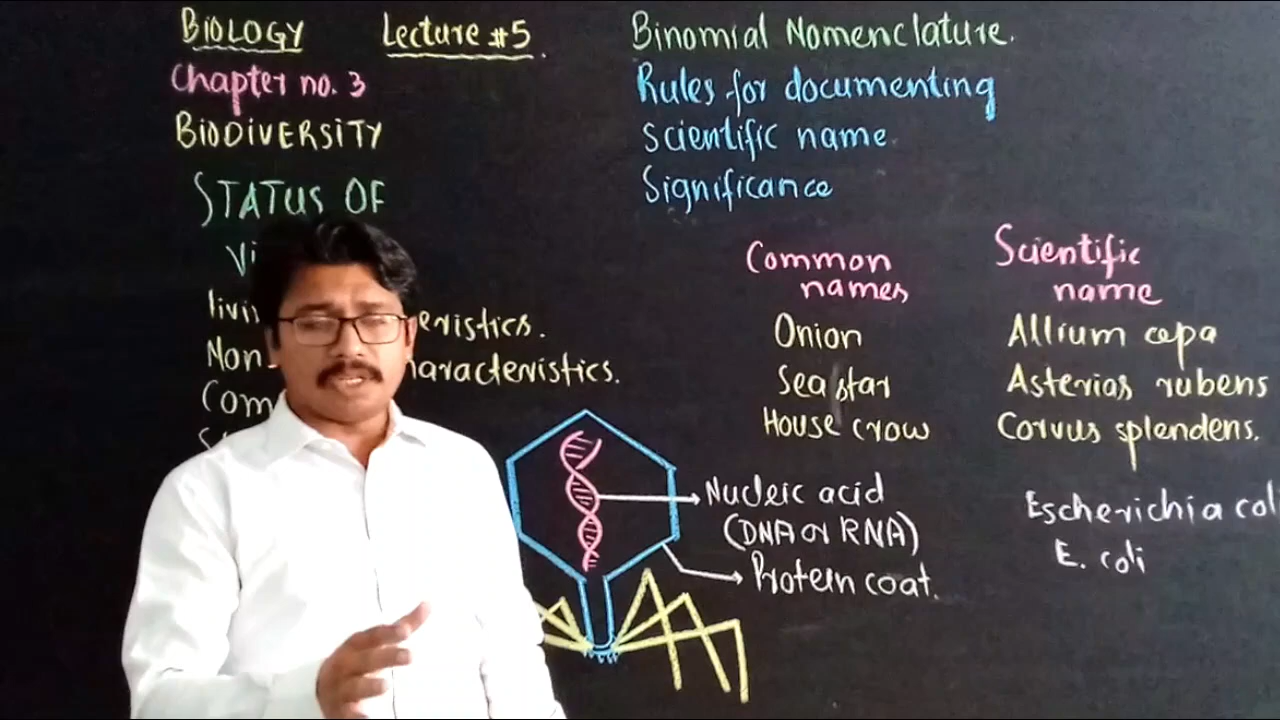 BIOLOGY Lecture #5.
Chapter no. 3
BIODIVERSITY
STATUS OF
Binomial Nomenclature.
Rules for documenting
scientific name
Significance
Common names
Scientific name
Onion Allium cepa
Sea star Asterias rubens
House crow Corvus splendens.
characteristics.
Nucleic acid
(DNA or RNA)
Protein coat.
Escherichia col
E. coli